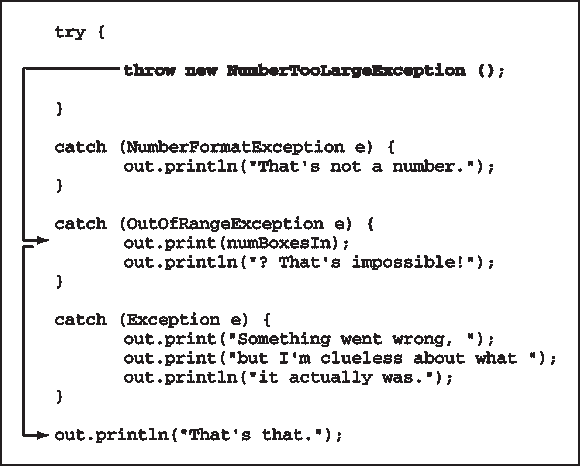 try {
throw new NumberTooLargeException ();
}
catch (NumberFormatException e) {
out.println("That's not a number.");
}
catch (OutOfRangeException e) {
out.print(numBoxesIn);
out.println("? That's impossible!");
}
catch (Exception e) {
out.print("Something went wrong, ");
out.print("but I'm clueless about what ");
out.println("it actually was.");
}
out.println("That's that.");